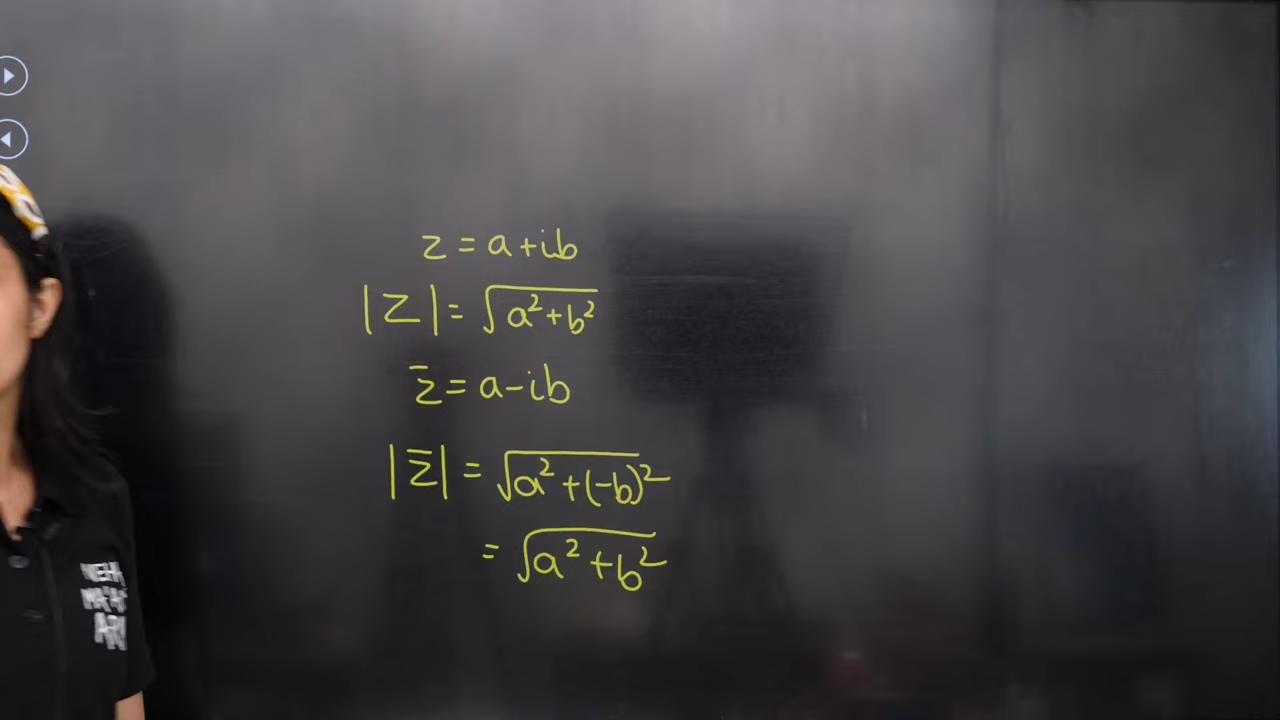 z = a + ib
|z| = √(a² + b²)
z̄ = a - ib
|z̄| = √(a² + (-b)²)
= √(a² + b²)